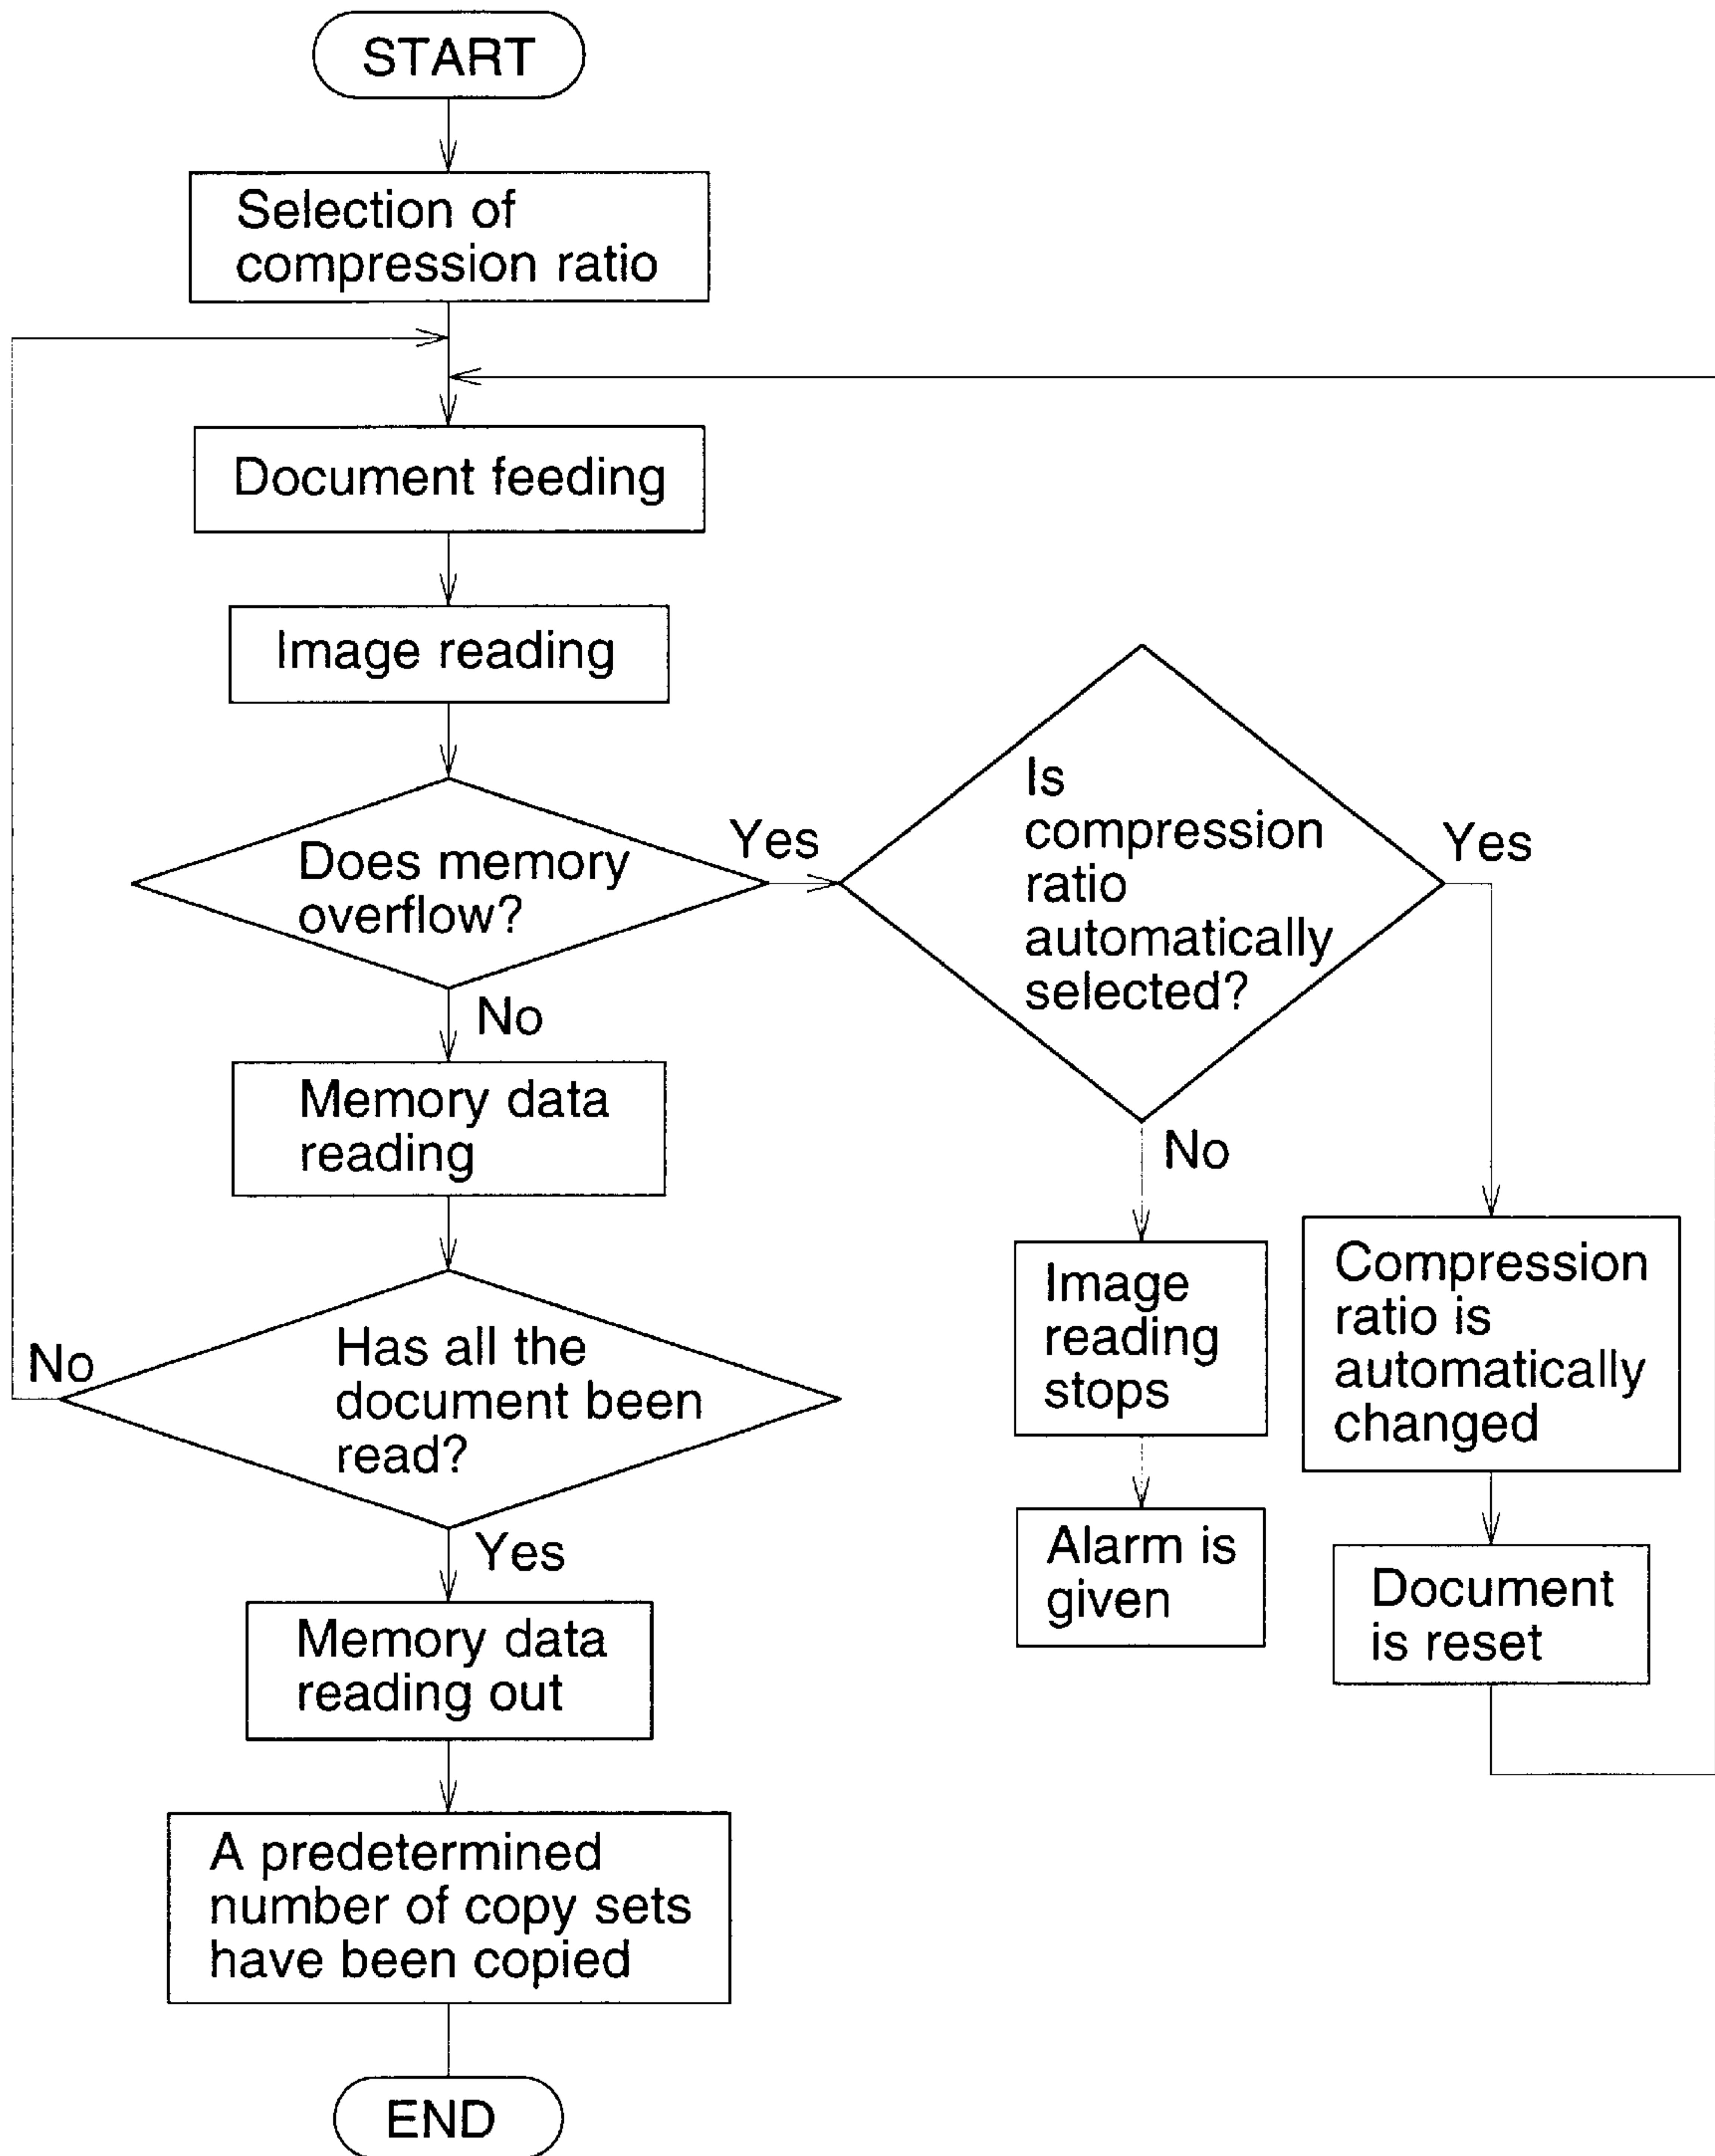 START
Selection of
compression ratio
Document feeding
Image reading
Does memory
overflow?
Yes
Is
compression
ratio
automatically
selected?
Yes
No
Memory data
reading
No
Image
reading
stops
Compression
ratio is
automatically
changed
Has all the
document been
read?
No
Yes
Alarm is
given
Document
is reset
Memory data
reading out
A predetermined
number of copy sets
have been copied
END